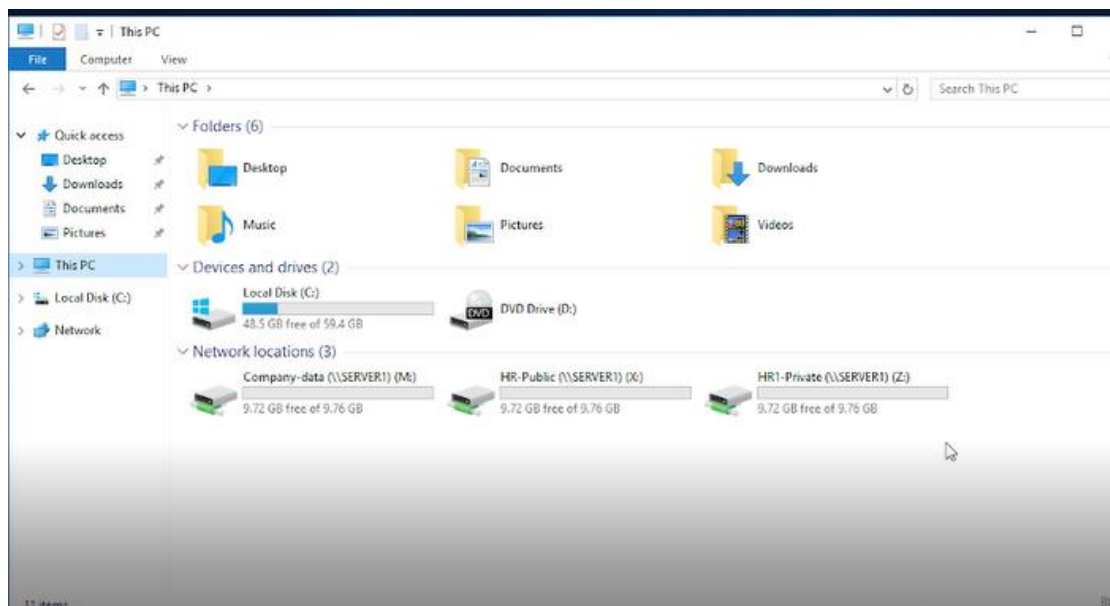 This PC
File Computer View
This PC
Search This PC
Quick access
Desktop
Downloads
Documents
Pictures
This PC
Local Disk (C:)
Network
Folders (6)
Desktop
Documents
Downloads
Music
Pictures
Videos
Devices and drives (2)
Local Disk (C:)
48.5 GB free of 59.4 GB
DVD
DVD Drive (D:)
Network locations (3)
Company-data (\\SERVER1) (M:)
9.72 GB free of 9.76 GB
HR-Public (\\SERVER1) (X:)
9.72 GB free of 9.76 GB
HR1-Private (\\SERVER1) (Z:)
9.72 GB free of 9.76 GB
11 items